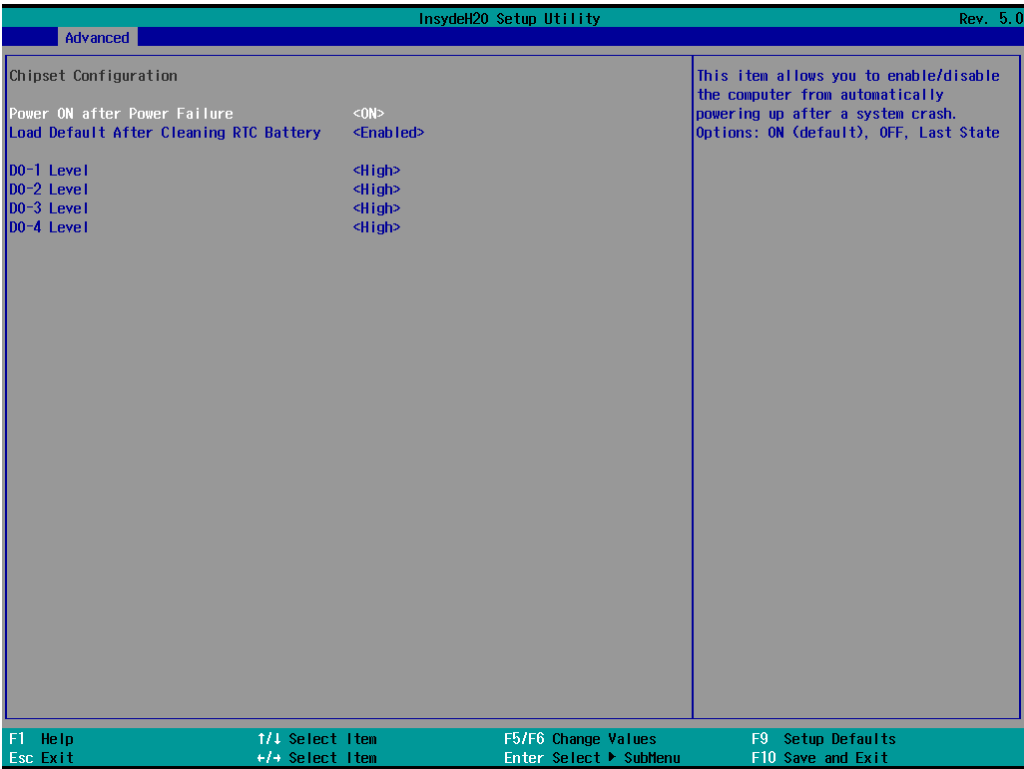 InsydeH20 Setup Utility Rev. 5.0
Advanced
Chipset Configuration
Power ON after Power Failure <ON>
Load Default After Cleaning RTC Battery <Enabled>
DO-1 Level <High>
DO-2 Level <High>
DO-3 Level <High>
DO-4 Level <High>
This item allows you to enable/disable
the computer from automatically
powering up after a system crash.
Options: ON (default), OFF, Last State
F1 Help ↑/↓ Select Item F5/F6 Change Values F9 Setup Defaults
Esc Exit ←/→ Select Item Enter Select ▶ SubMenu F10 Save and Exit